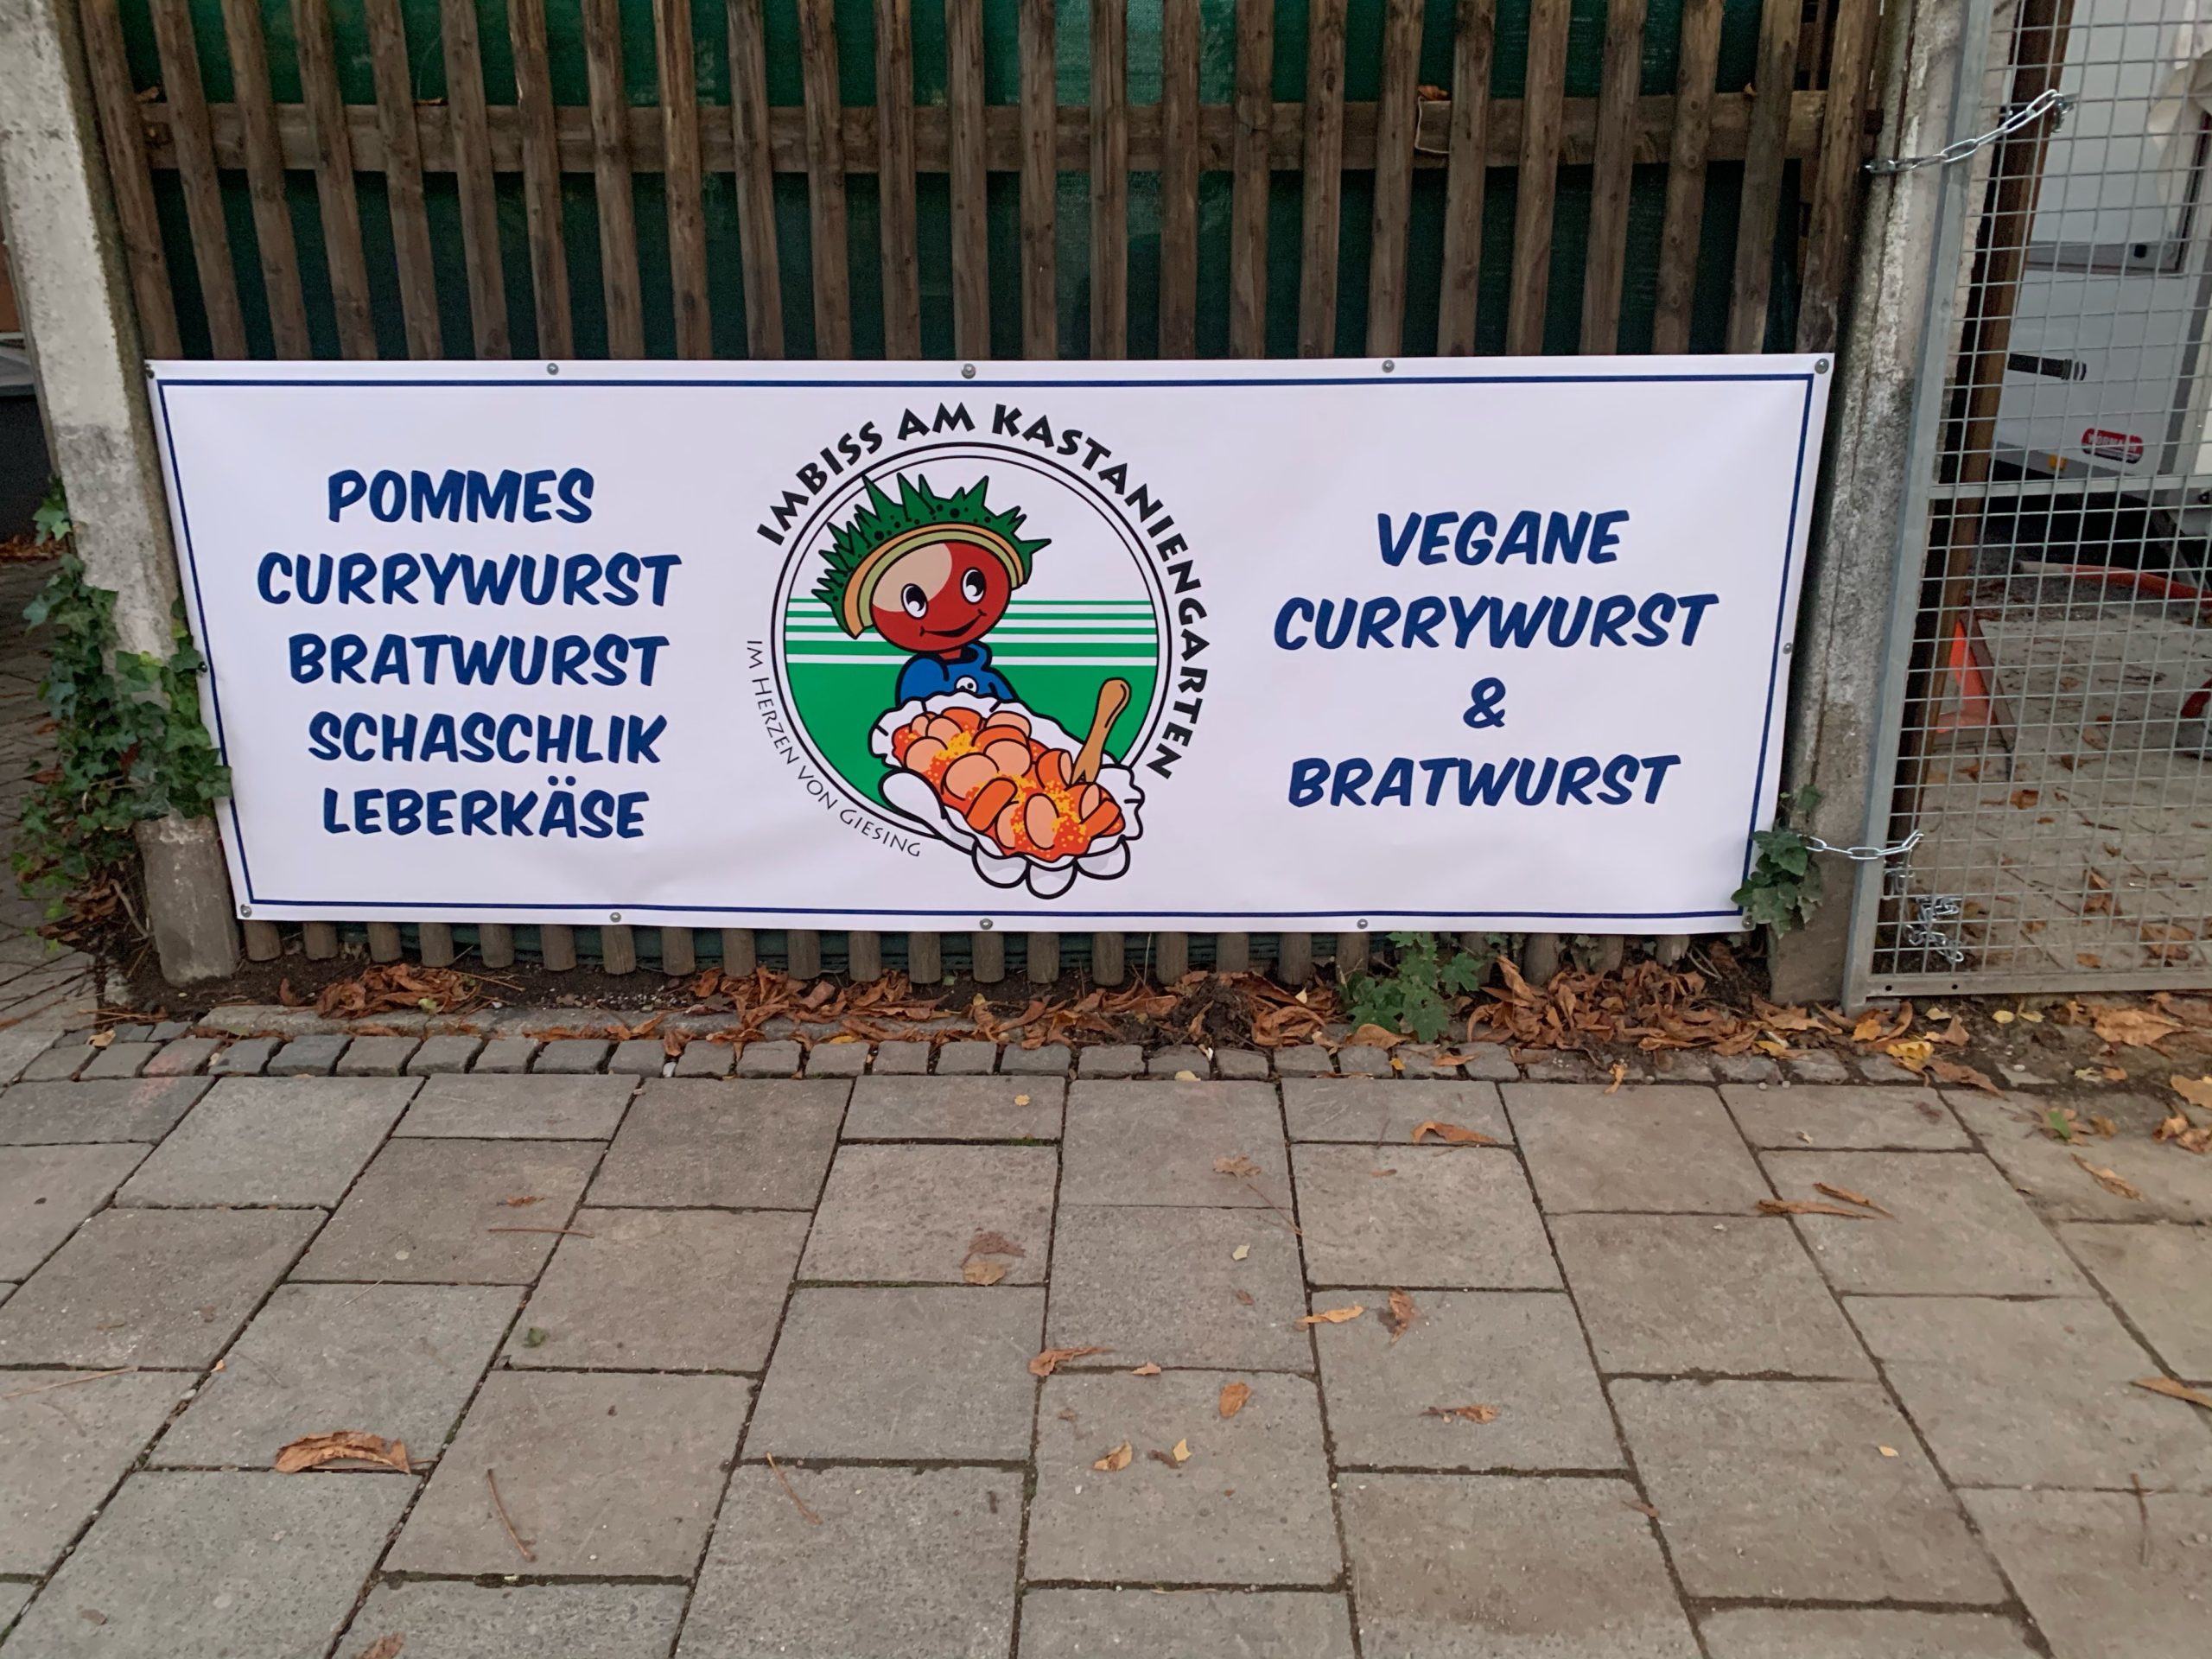 POMMES
CURRYWURST
BRATWURST
SCHASCHLIK
LEBERKÄSE
IMBISS AM KASTANIENGARTEN
IM HERZEN VON GIESING
VEGANE
CURRYWURST
&
BRATWURST